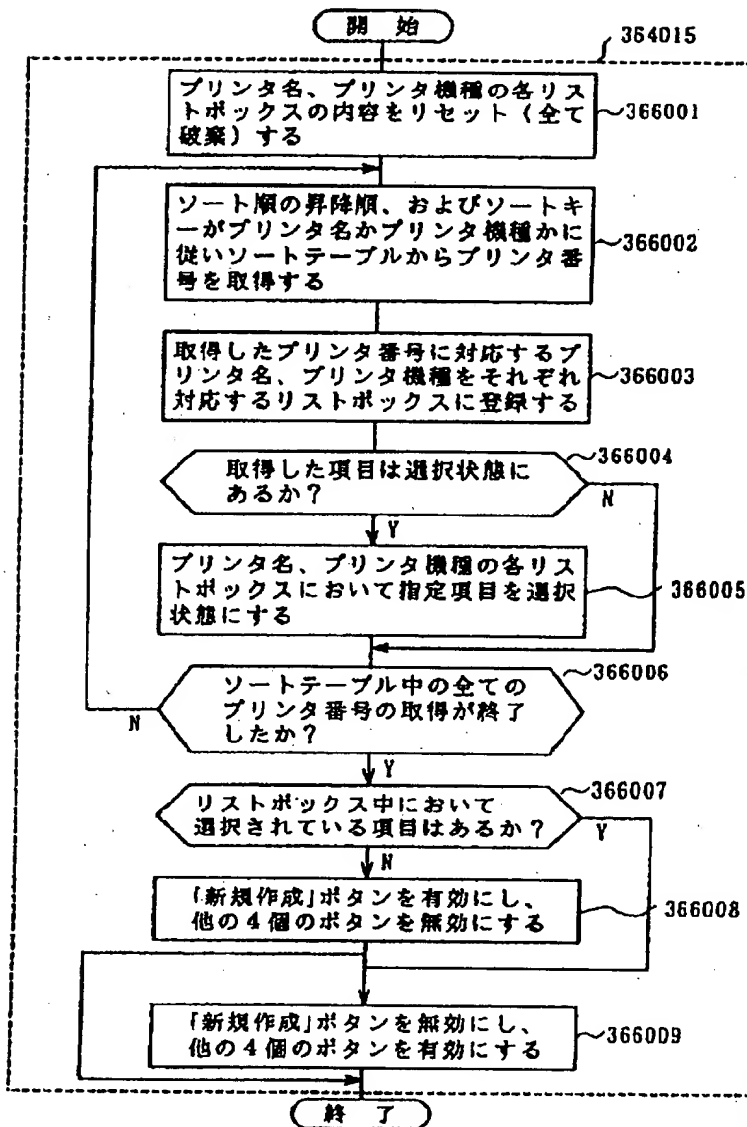 開 始
364015
プリンタ名、プリンタ機種の各リス
トボックスの内容をリセット（全て
破棄）する
366001
ソート順の昇降順、およびソートキ
ーがプリンタ名かプリンタ機種かに
従いソートテーブルからプリンタ番
号を取得する
366002
取得したプリンタ番号に対応するプ
リンタ名、プリンタ機種をそれぞれ
対応するリストボックスに登録する
366003
取得した項目は選択状態に
あるか？
366004
N
Y
プリンタ名、プリンタ機種の各リス
トボックスにおいて指定項目を選択
状態にする
366005
ソートテーブル中の全ての
プリンタ番号の取得が終了
したか？
366006
N
Y
リストボックス中において
選択されている項目はあるか？
366007
Y
N
「新規作成」ボタンを有効にし、
他の４個のボタンを無効にする
366008
「新規作成」ボタンを無効にし、
他の４個のボタンを有効にする
366009
終 了